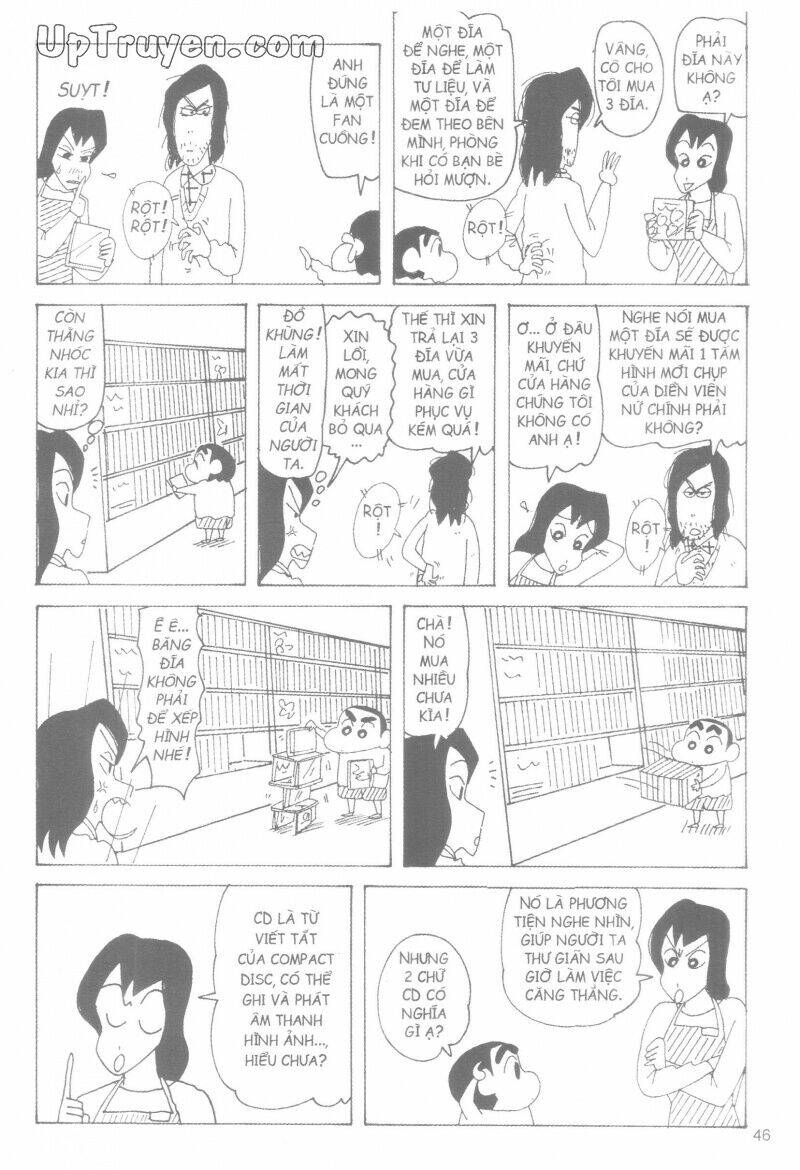 UpTruyen.com
PHẢI
ĐĨA NÀY
KHÔNG
Ạ?
VÂNG,
CÔ CHO
TÔI MUA
3 ĐĨA.
MỘT ĐĨA
ĐỂ NGHE, MỘT
ĐĨA ĐỂ LÀM
TƯ LIỆU, VÀ
MỘT ĐĨA ĐỂ
ĐEM THEO BÊN
MÌNH, PHÒNG
KHI CÓ BẠN BÈ
HỎI MƯỢN.
RỘT!
ANH
ĐÚNG
LÀ MỘT
FAN
CUỒNG!
SUỴT!
RỘT!
RỘT!
NGHE NÓI MUA
MỘT ĐĨA SẼ ĐƯỢC
KHUYẾN MÃI 1 TẤM
HÌNH MỚI CHỤP
CỦA DIỄN VIÊN
NỮ CHÍNH PHẢI
KHÔNG?
RỘT
!
Ơ... Ở ĐÂU
KHUYẾN
MÃI, CHỨ
CỬA HÀNG
CHÚNG TÔI
KHÔNG CÓ
ANH Ạ!
THẾ THÌ XIN
TRẢ LẠI 3
ĐĨA VỪA
MUA, CỬA
HÀNG GÌ
PHỤC VỤ
KÉM QUÁ!
RỘT
!
XIN
LỖI,
MONG
QUÝ
KHÁCH
BỎ QUA
...
ĐỒ
KHÙNG!
LÀM
MẤT
THỜI
GIAN
CỦA
NGƯỜI
TA.
CÒN
THẰNG
NHÓC
KIA THÌ
SAO
NHỈ?
CHÀ!
NÓ
MUA
NHIỀU
CHƯA
KÌA!
Ê Ê...
BĂNG
ĐĨA
KHÔNG
PHẢI
ĐỂ XẾP
HÌNH
NHÉ!
NÓ LÀ PHƯƠNG
TIỆN NGHE NHÌN,
GIÚP NGƯỜI TA
THƯ GIÃN SAU
GIỜ LÀM VIỆC
CĂNG THẲNG.
NHƯNG
2 CHỮ
CD CÓ
NGHĨA
GÌ Ạ?
CD LÀ TỪ
VIẾT TẮT
CỦA COMPACT
DISC, CÓ THỂ
GHI VÀ PHÁT
ÂM THANH
HÌNH ẢNH...,
HIỂU CHƯA?
46